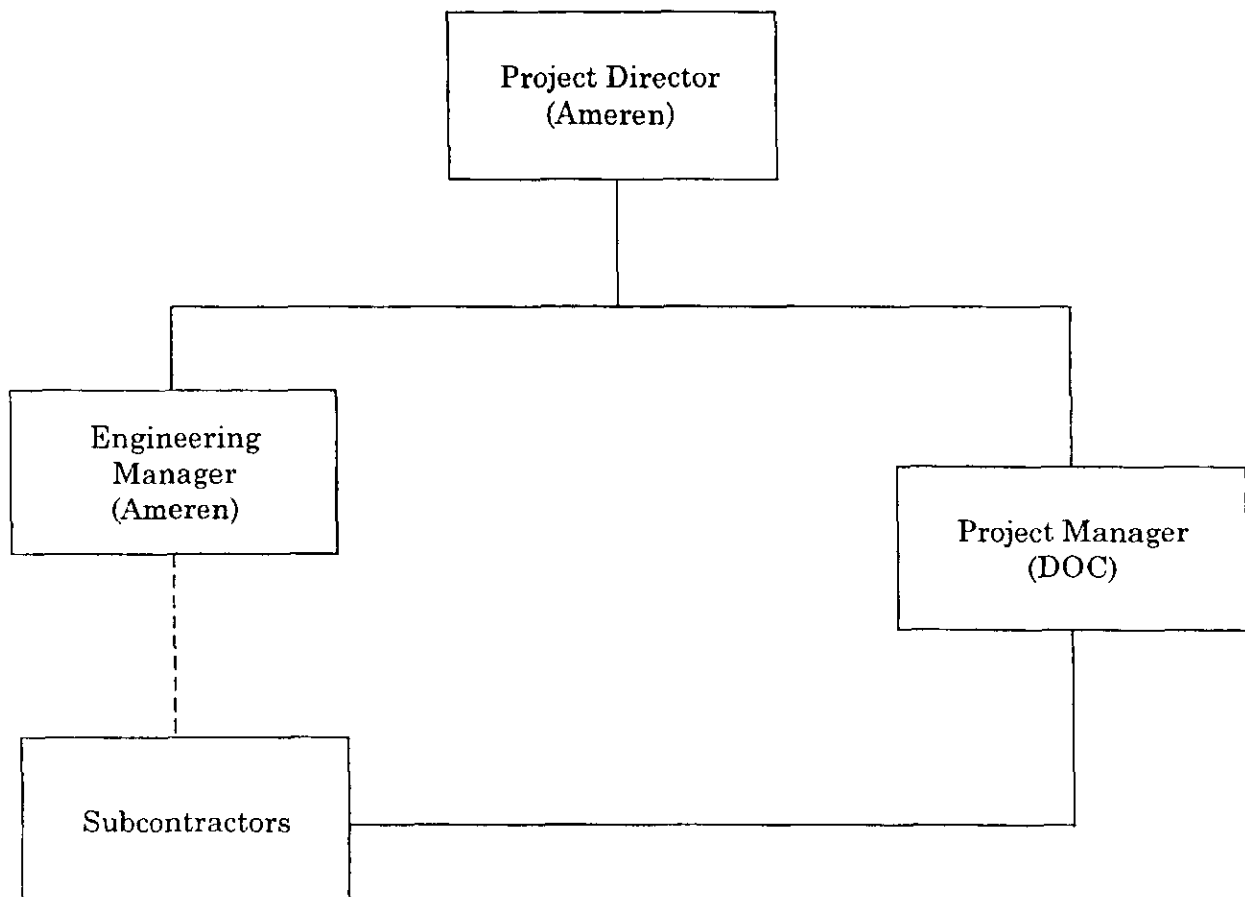 Project Director
(Ameren)
Engineering
Manager
(Ameren)
Project Manager
(DOC)
Subcontractors